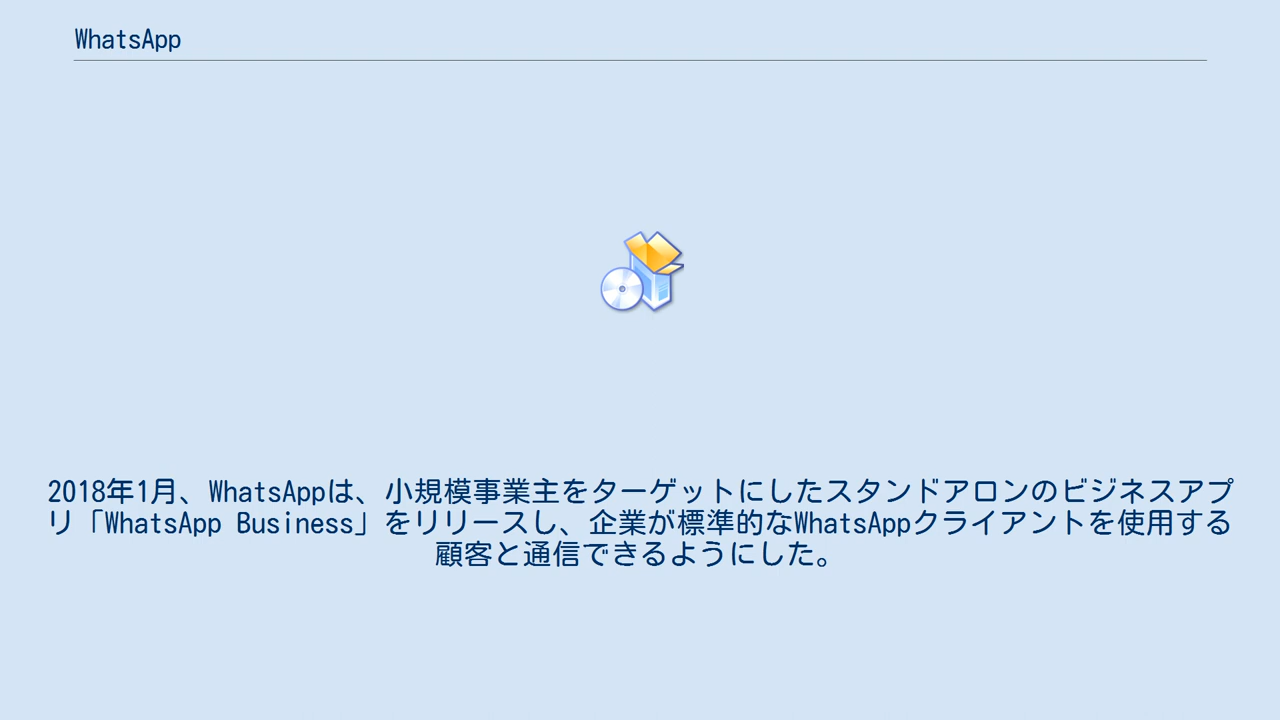 WhatsApp
2018年1月、WhatsAppは、小規模事業主をターゲットにしたスタンドアロンのビジネスアプ
リ「WhatsApp Business」をリリースし、企業が標準的なWhatsAppクライアントを使用する
顧客と通信できるようにした。